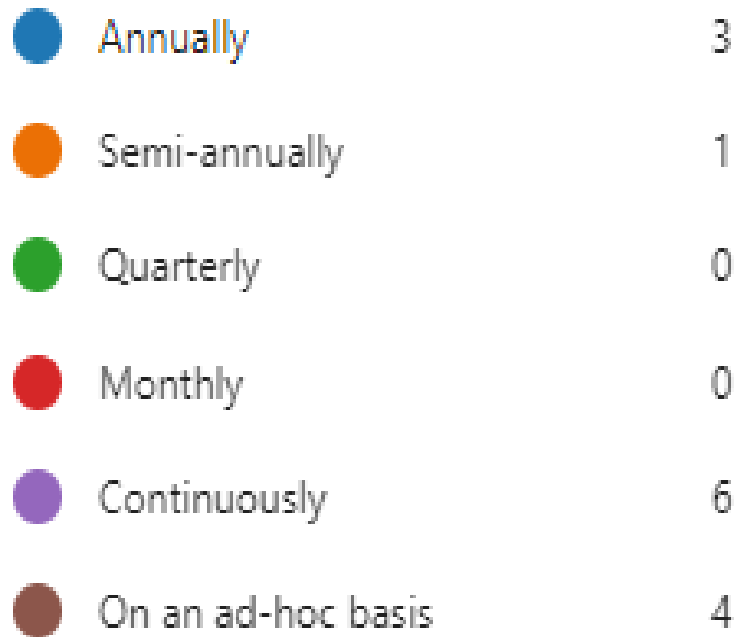 Annually 3
Semi-annually 1
Quarterly 0
Monthly 0
Continuously 6
On an ad-hoc basis 4